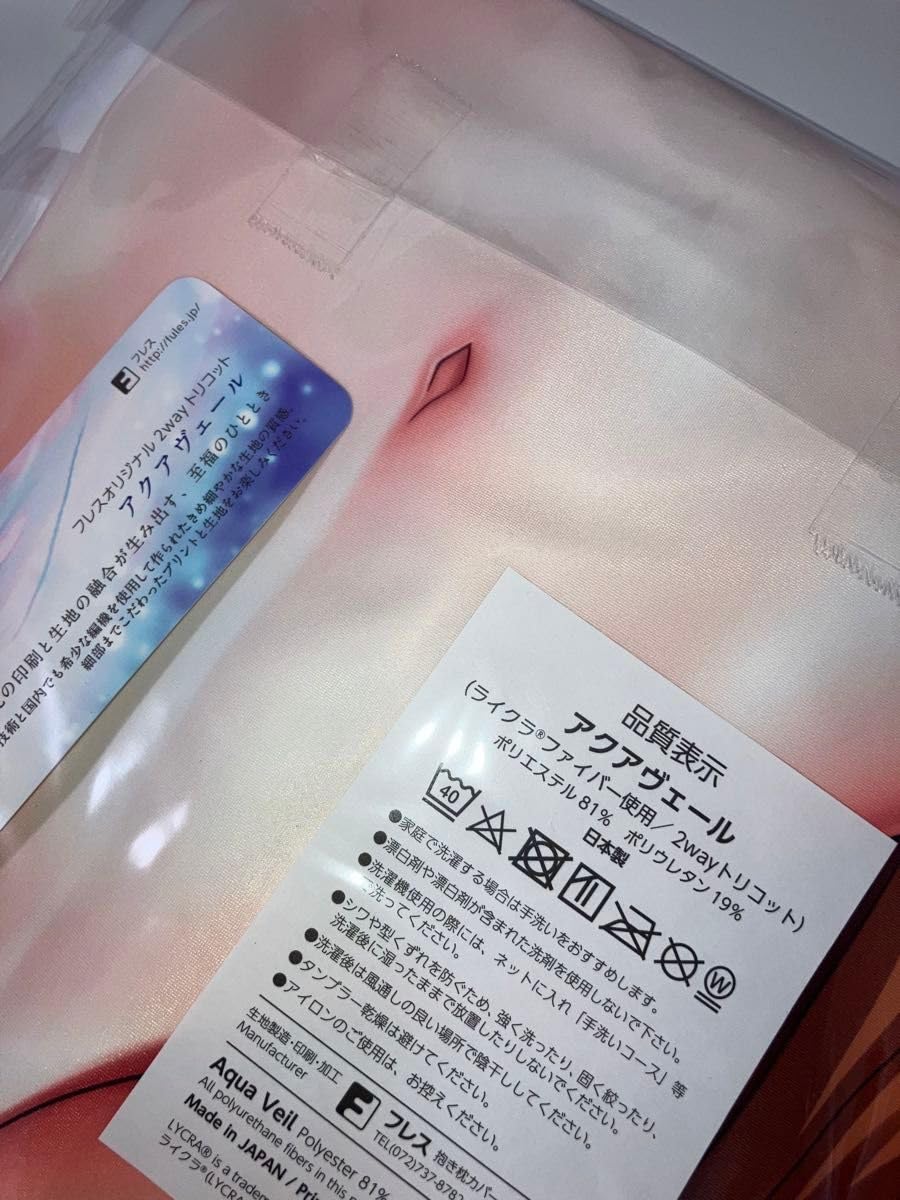 フレス
http://fules.jp/
フレスオリジナル 2wayトリコット
アクアヴェール
の印刷と生地の融合が生み出す、至福のひととき
技術と国内でも希少な編機を使用して作られたきめ細やかな生地の質感。
細部までこだわったプリントと生地をお楽しみください。
品質表示
アクアヴェール
(ライクラ®ファイバー使用／2wayトリコット)
ポリエステル 81%　ポリウレタン 19%
日本製
40
W
●家庭で洗濯する場合は手洗いをおすすめします。
●漂白剤や漂白剤が含まれた洗剤を使用しないで下さい。
●洗濯機使用の際には、ネットに入れ「手洗いコース」等
で洗ってください。
●シワや型くずれを防ぐため、強く洗ったり、固く絞ったり、
洗濯後に湿ったままで放置したりしないでください。
●洗濯後は風通しの良い場所で陰干ししてください。
●タンブラー乾燥は避けてください。
●アイロンのご使用は、お控えください。
生地製造・印刷・加工
Manufacturer
フレス
抱き枕カバー
TEL(072)737-8782
Aqua Veil Polyester 81%
All polyurethane fibers in this
Made in JAPAN / Pri
LYCRA® is a tradem
ライクラ®(LYCR